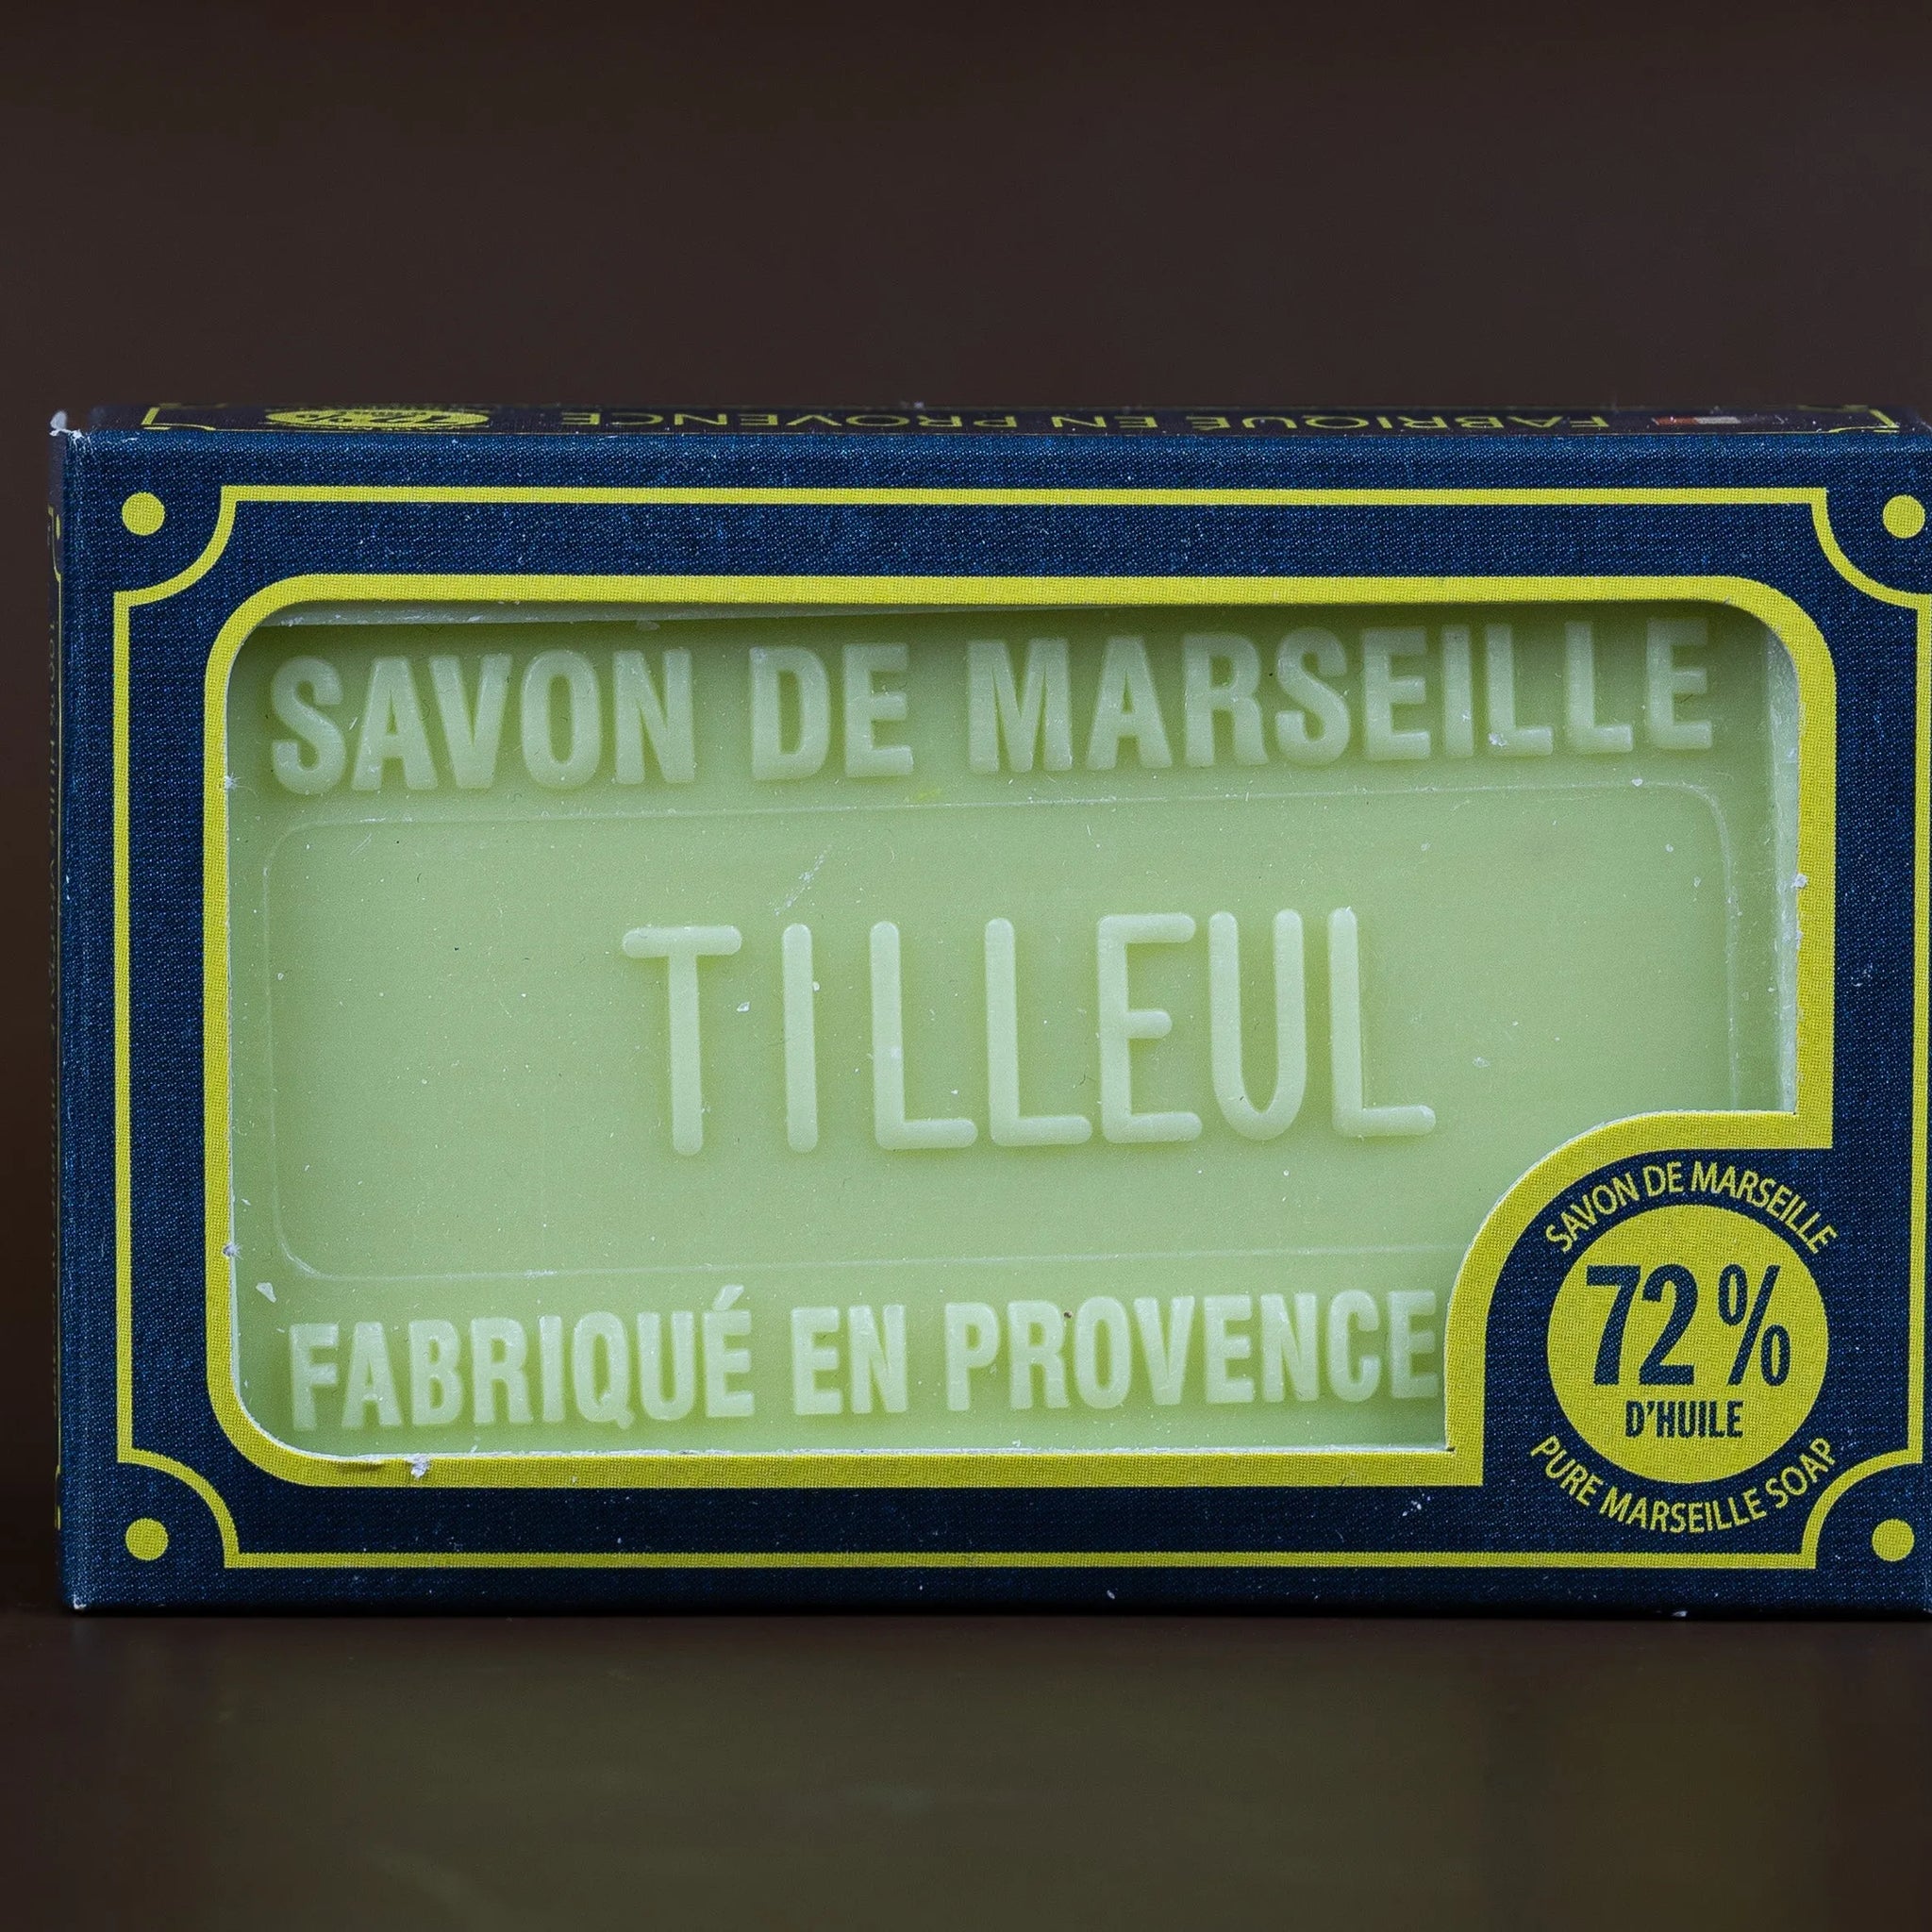 FABRIQUÉ EN PROVENCE
SAVON DE MARSEILLE
TILLEUL
FABRIQUÉ EN PROVENCE
SAVON DE MARSEILLE
72%
D'HUILE
PURE MARSEILLE SOAP